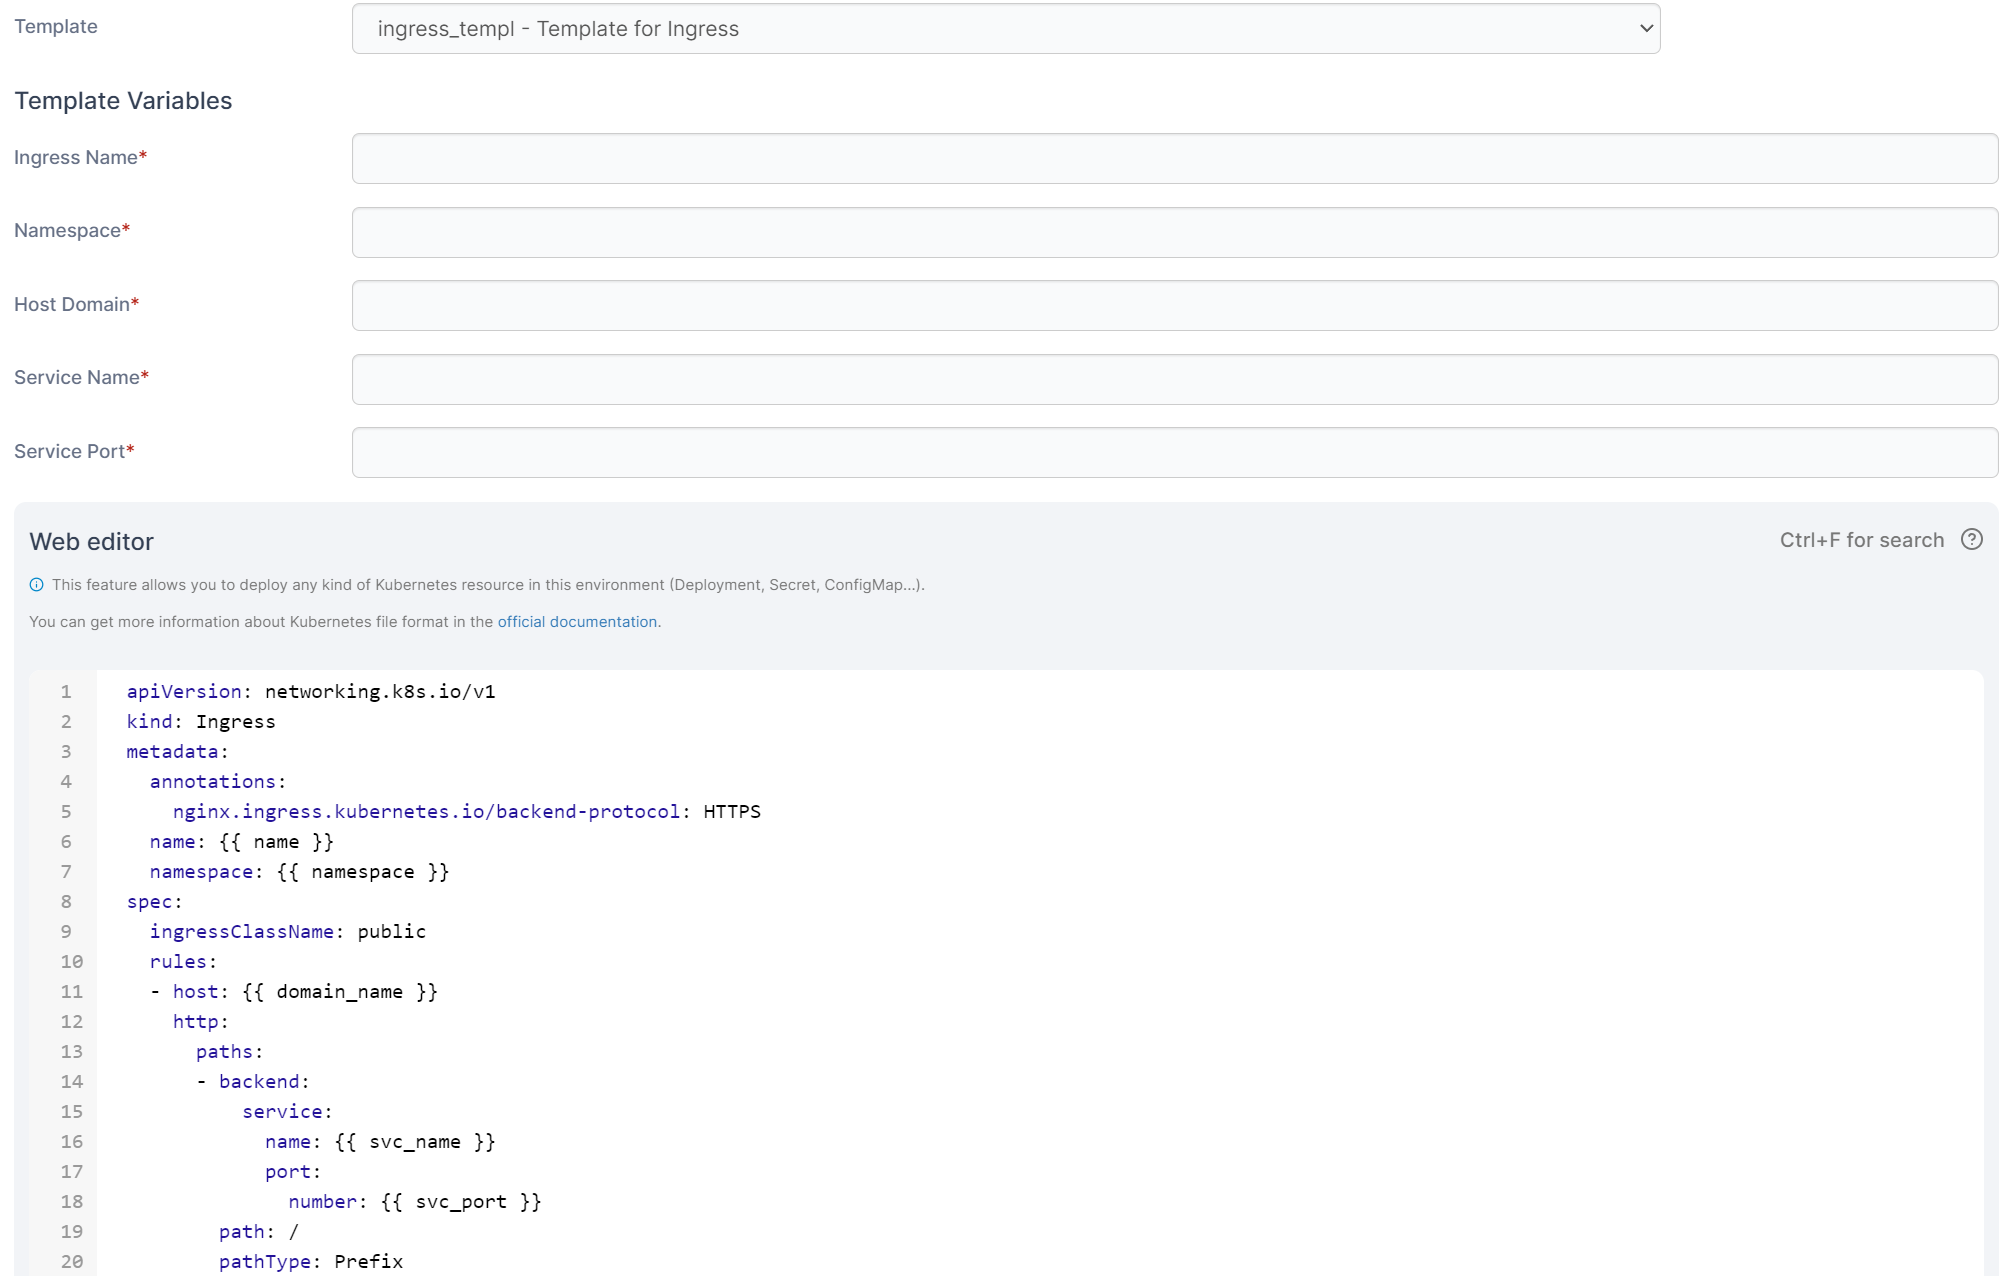 Template
ingress_templ - Template for Ingress
Template Variables
Ingress Name*
Namespace*
Host Domain*
Service Name*
Service Port*
Web editor
Ctrl+F for search
This feature allows you to deploy any kind of Kubernetes resource in this environment (Deployment, Secret, ConfigMap...).
You can get more information about Kubernetes file format in the official documentation.
1 apiVersion: networking.k8s.io/v1
2 kind: Ingress
3 metadata:
4   annotations:
5     nginx.ingress.kubernetes.io/backend-protocol: HTTPS
6   name: {{ name }}
7   namespace: {{ namespace }}
8 spec:
9   ingressClassName: public
10   rules:
11   - host: {{ domain_name }}
12     http:
13       paths:
14       - backend:
15           service:
16             name: {{ svc_name }}
17             port:
18               number: {{ svc_port }}
19         path: /
20         pathType: Prefix